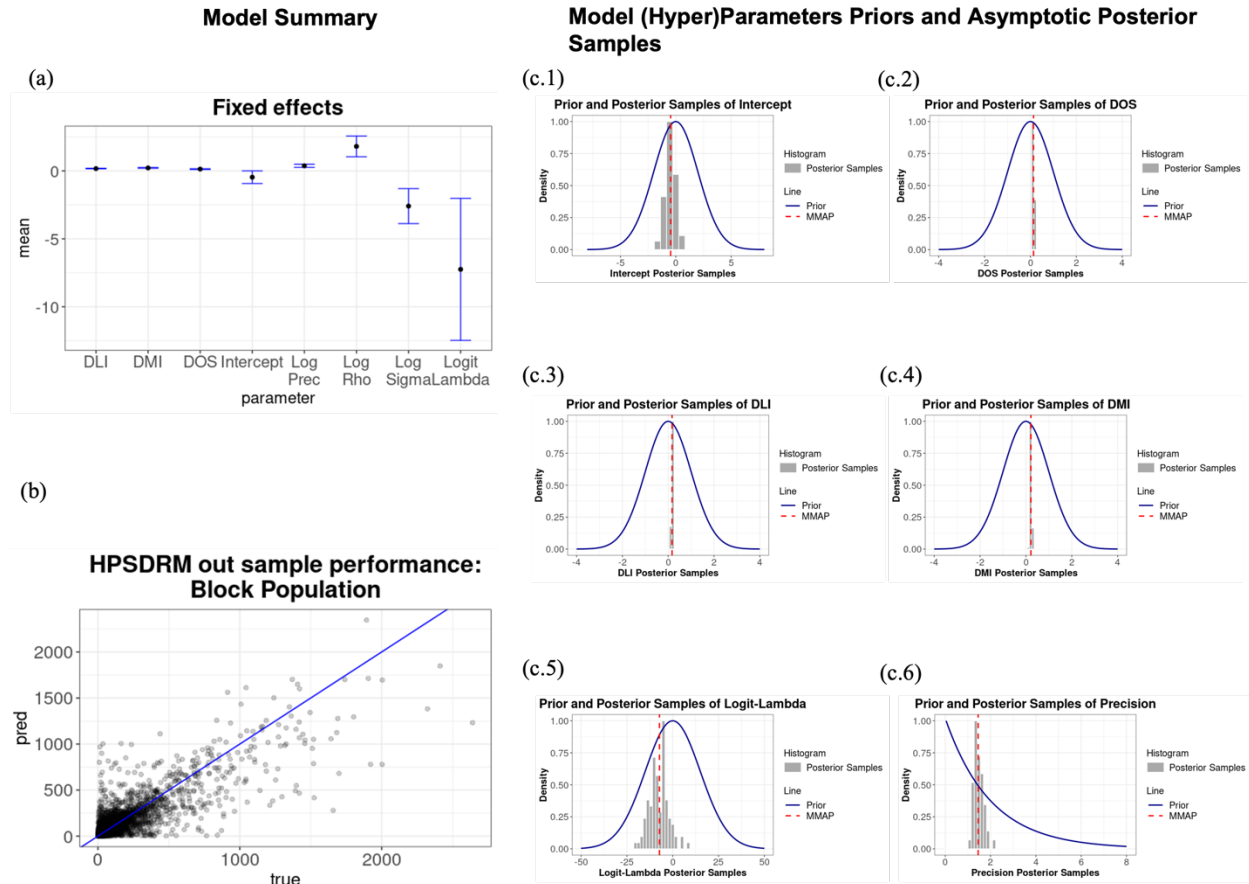 Model Summary
Model (Hyper)Parameters Priors and Asymptotic Posterior
Samples
(a)
Fixed effects
0
-5
-10
mean
DLI DMI DOS Intercept Log Prec Log Rho Log Sigma Logit Lambda
parameter
(b)
HPSDRM out sample performance:
Block Population
2000
1500
1000
500
0
pred
0 1000 2000
true
(c.1)
Prior and Posterior Samples of Intercept
1.00
0.75
0.50
0.25
0.00
Density
-5 0 5
Intercept Posterior Samples
Histogram
Posterior Samples
Line
Prior
MMAP
(c.2)
Prior and Posterior Samples of DOS
1.00
0.75
0.50
0.25
0.00
Density
-4 -2 0 2 4
DOS Posterior Samples
Histogram
Posterior Samples
Line
Prior
MMAP
(c.3)
Prior and Posterior Samples of DLI
1.00
0.75
0.50
0.25
0.00
Density
-4 -2 0 2 4
DLI Posterior Samples
Histogram
Posterior Samples
Line
Prior
MMAP
(c.4)
Prior and Posterior Samples of DMI
1.00
0.75
0.50
0.25
0.00
Density
-4 -2 0 2 4
DMI Posterior Samples
Histogram
Posterior Samples
Line
Prior
MMAP
(c.5)
Prior and Posterior Samples of Logit-Lambda
1.00
0.75
0.50
0.25
0.00
Density
-50 -25 0 25 50
Logit-Lambda Posterior Samples
Histogram
Posterior Samples
Line
Prior
MMAP
(c.6)
Prior and Posterior Samples of Precision
1.00
0.75
0.50
0.25
0.00
Density
0 2 4 6 8
Precision Posterior Samples
Histogram
Posterior Samples
Line
Prior
MMAP